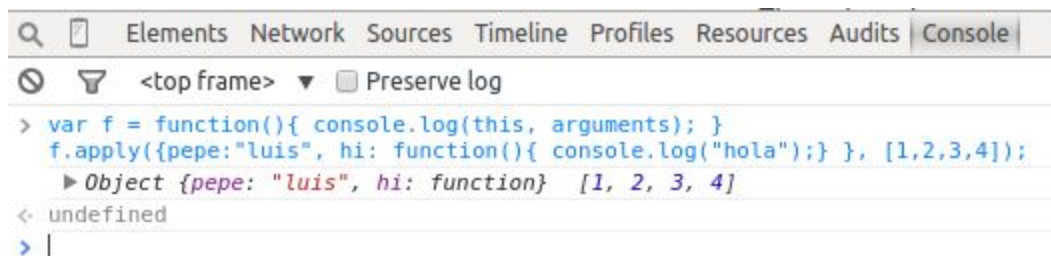 Elements Network Sources Timeline Profiles Resources Audits Console
<top frame> ▼ Preserve log
> var f = function(){ console.log(this, arguments); }
f.apply({pepe:"luis", hi: function(){ console.log("hola");} }, [1,2,3,4]);
▶ Object {pepe: "luis", hi: function} [1, 2, 3, 4]
< undefined
>